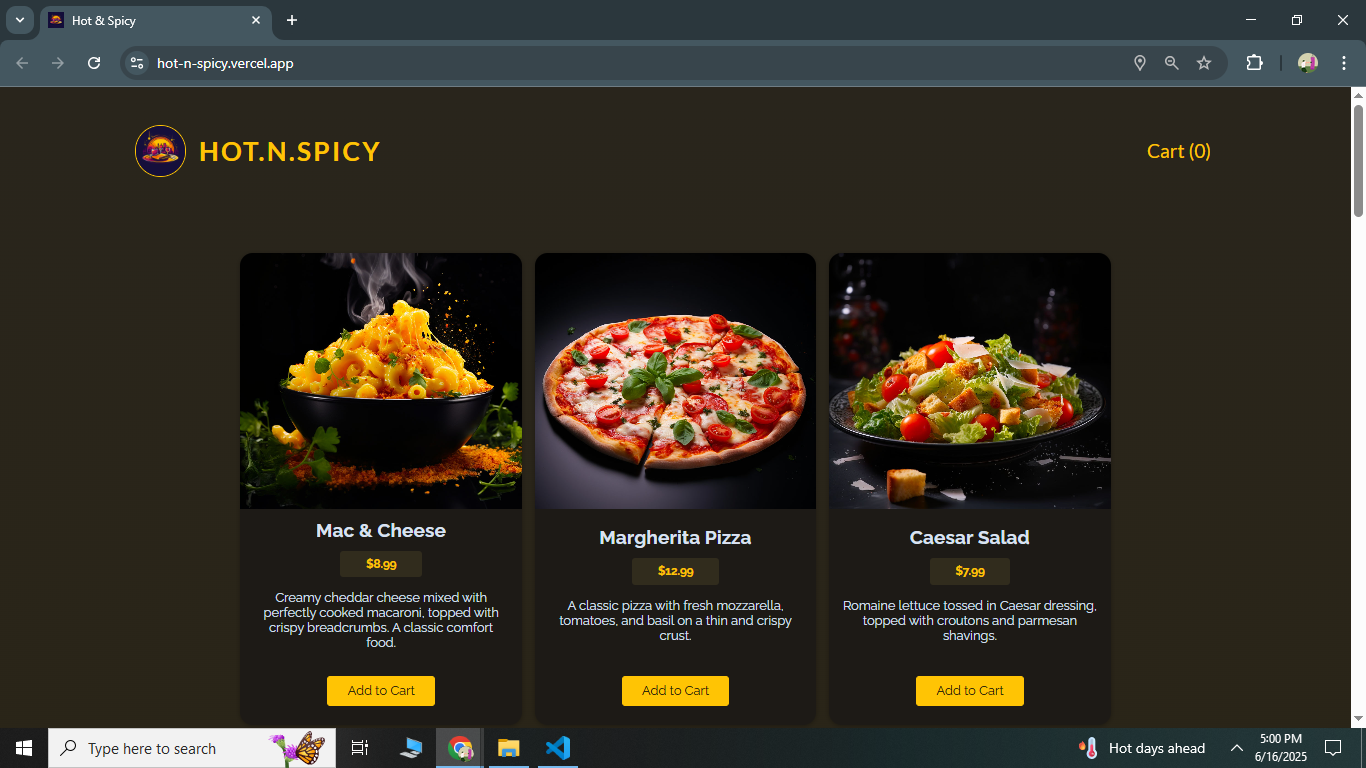 Hot & Spicy
hot-n-spicy.vercel.app
HOT.N.SPICY
Cart (0)
Mac & Cheese
$8.99
Creamy cheddar cheese mixed with
perfectly cooked macaroni, topped with
crispy breadcrumbs. A classic comfort
food.
Add to Cart
Margherita Pizza
$12.99
A classic pizza with fresh mozzarella,
tomatoes, and basil on a thin and crispy
crust.
Add to Cart
Caesar Salad
$7.99
Romaine lettuce tossed in Caesar dressing,
topped with croutons and parmesan
shavings.
Add to Cart
Type here to search
Hot days ahead
5:00 PM
6/16/2025